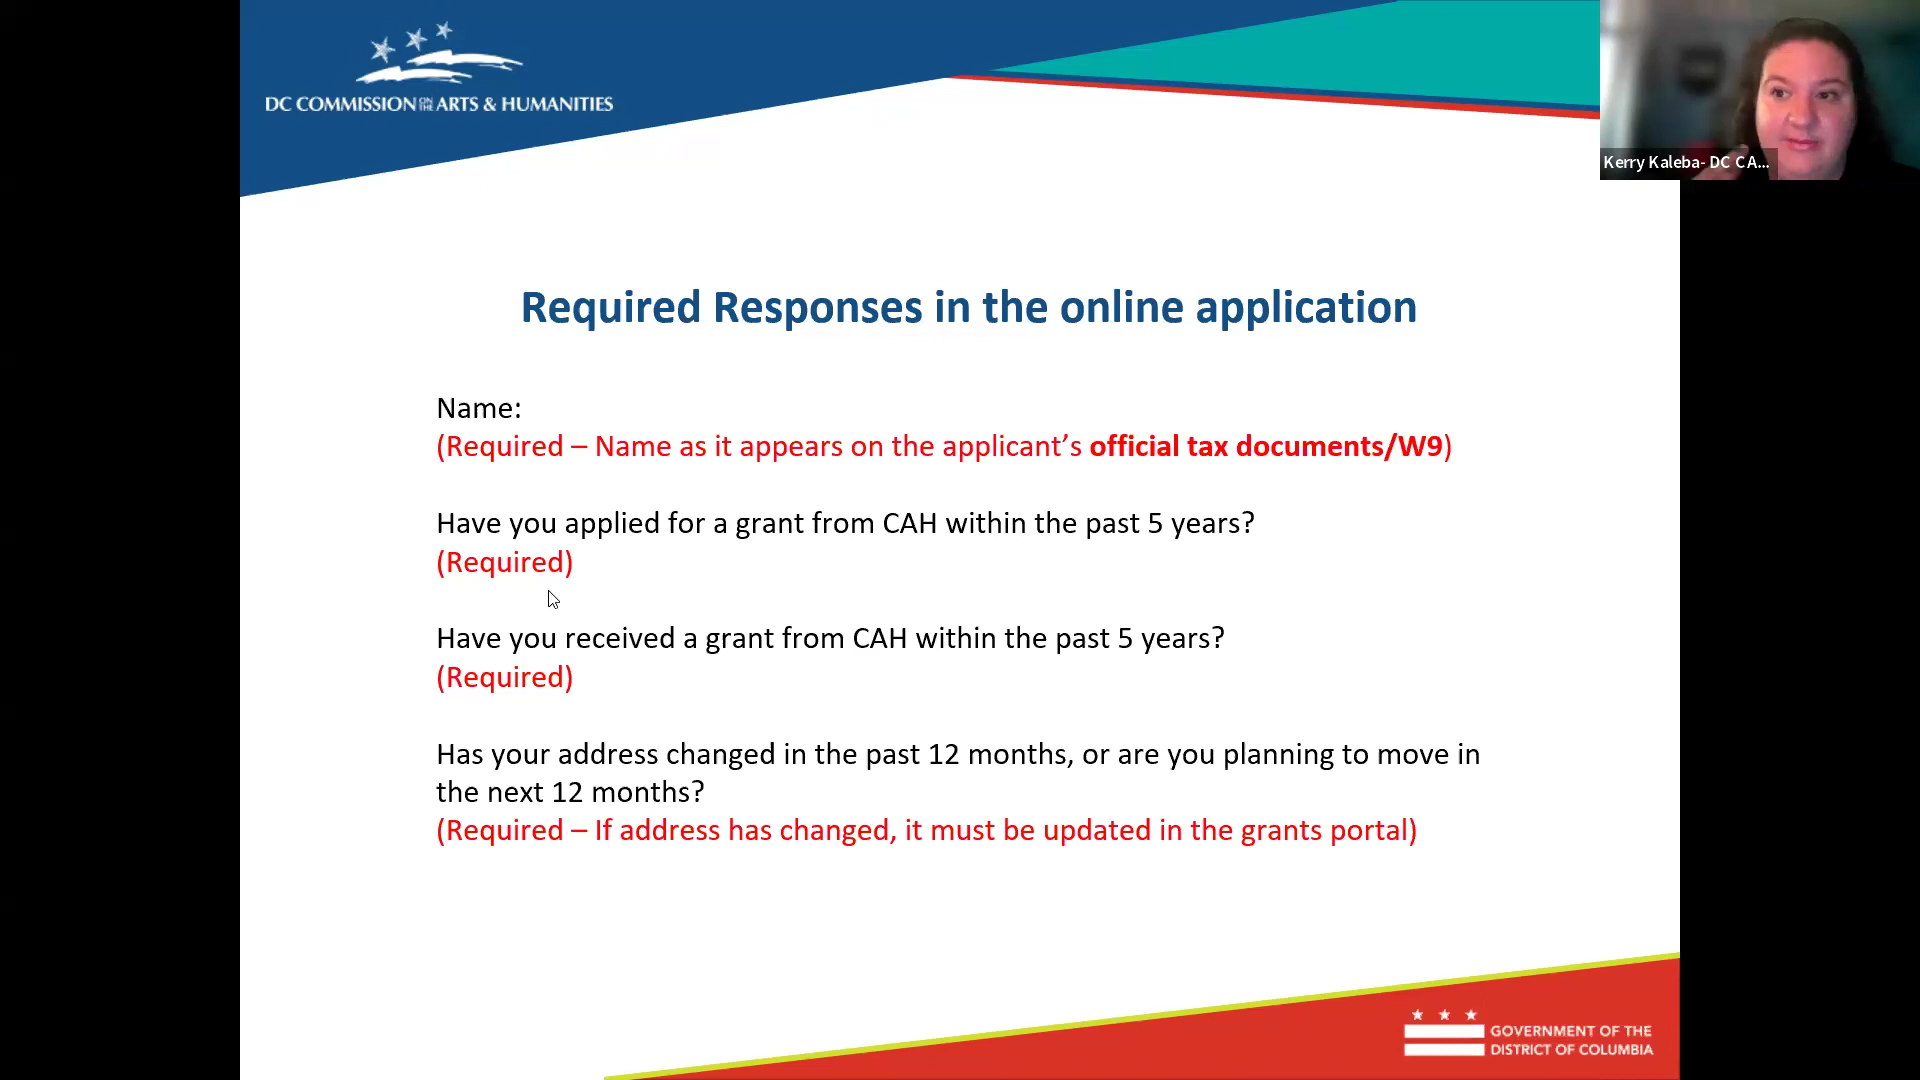 DC COMMISSION ON THE ARTS & HUMANITIES
Kerry Kaleba- DC CA...
Required Responses in the online application
Name:
(Required – Name as it appears on the applicant’s official tax documents/W9)
Have you applied for a grant from CAH within the past 5 years?
(Required)
Have you received a grant from CAH within the past 5 years?
(Required)
Has your address changed in the past 12 months, or are you planning to move in
the next 12 months?
(Required – If address has changed, it must be updated in the grants portal)
GOVERNMENT OF THE
DISTRICT OF COLUMBIA